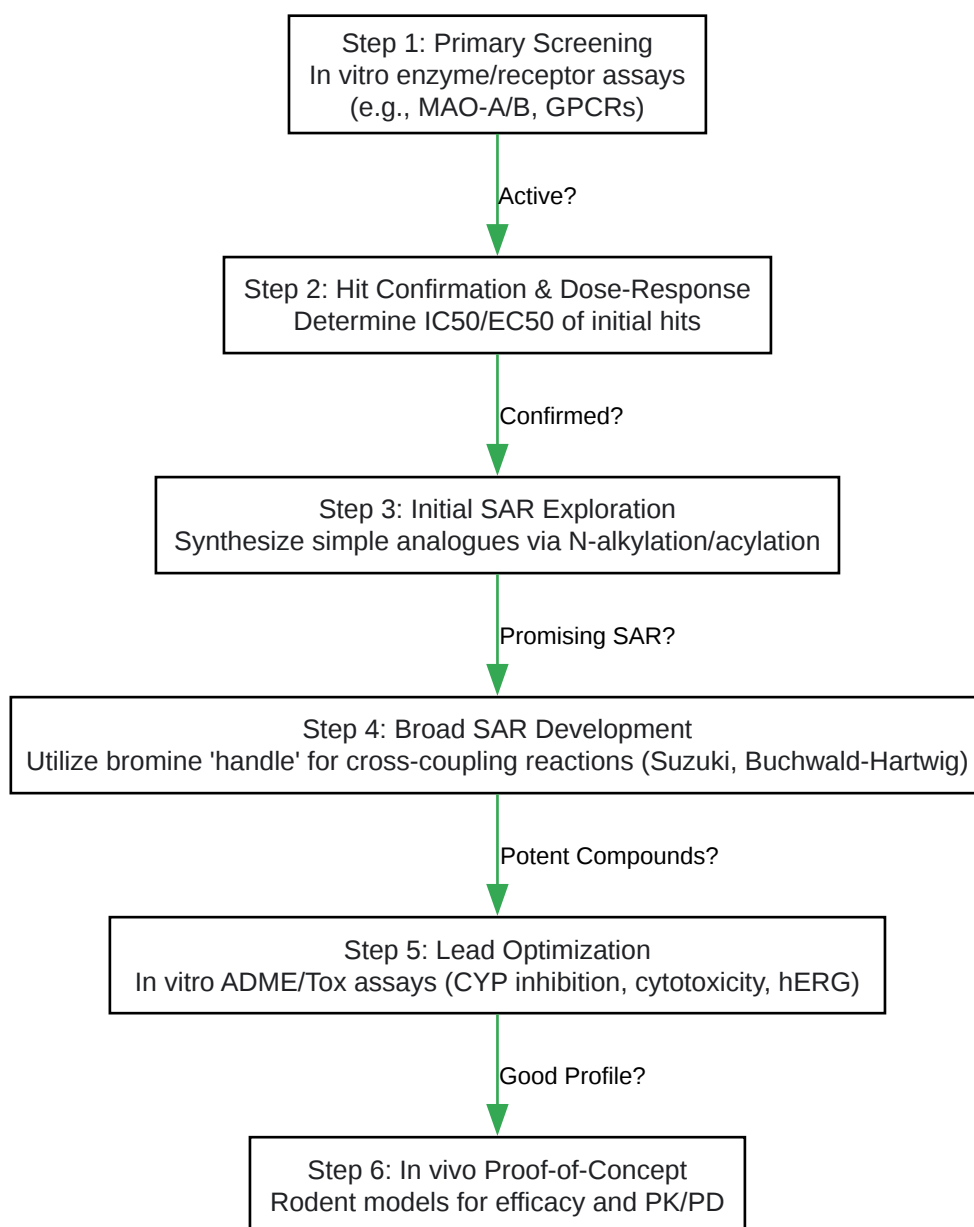 Step 1: Primary Screening
In vitro enzyme/receptor assays
(e.g., MAO-A/B, GPCRs)
Active?
Step 2: Hit Confirmation & Dose-Response
Determine IC50/EC50 of initial hits
Confirmed?
Step 3: Initial SAR Exploration
Synthesize simple analogues via N-alkylation/acylation
Promising SAR?
Step 4: Broad SAR Development
Utilize bromine 'handle' for cross-coupling reactions (Suzuki, Buchwald-Hartwig)
Potent Compounds?
Step 5: Lead Optimization
In vitro ADME/Tox assays (CYP inhibition, cytotoxicity, hERG)
Good Profile?
Step 6: In vivo Proof-of-Concept
Rodent models for efficacy and PK/PD